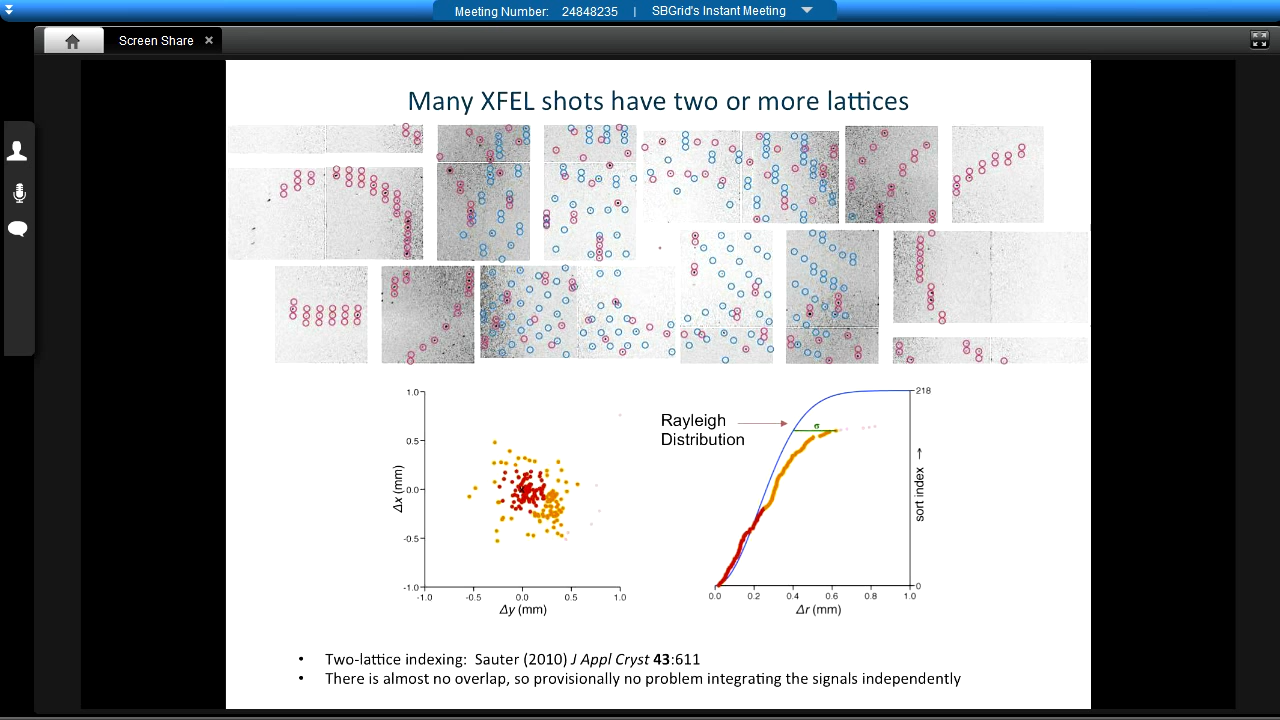 Meeting Number: 24848235 | SBGrid's Instant Meeting
Screen Share ×
Many XFEL shots have two or more lattices
1.0
0.5
0.0
-0.5
-1.0
Δx (mm)
-1.0 -0.5 0.0 0.5 1.0
Δy (mm)
Rayleigh
Distribution
σ
218
0
sort index →
0.0 0.2 0.4 0.6 0.8 1.0
Δr (mm)
• Two-lattice indexing: Sauter (2010) J Appl Cryst 43:611
• There is almost no overlap, so provisionally no problem integrating the signals independently